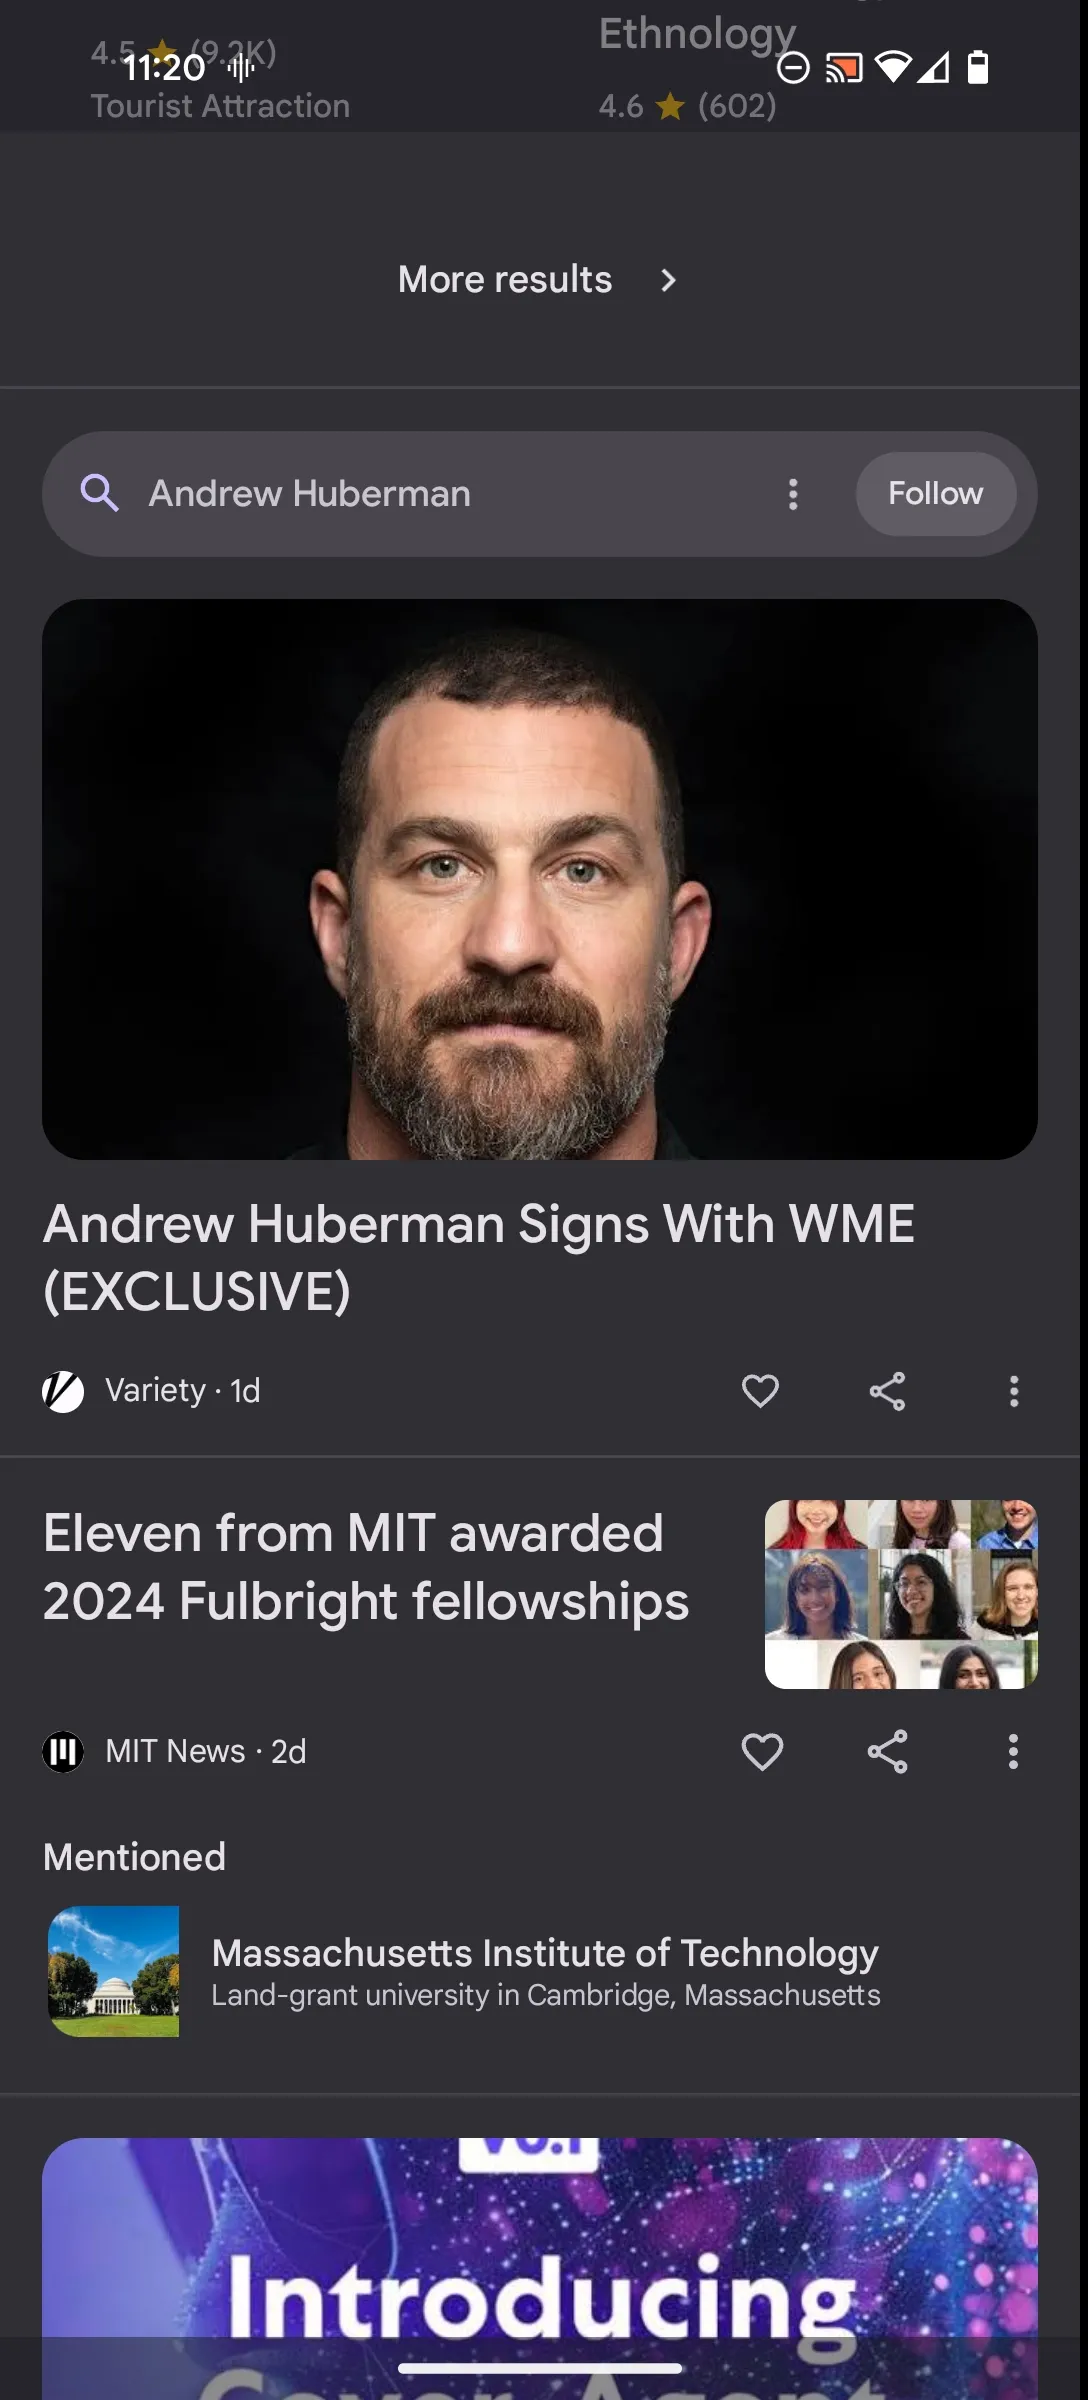 4.5 (9.2K)
Ethnology
11:20
Tourist Attraction
4.6 (602)
More results
Andrew Huberman
Follow
Andrew Huberman Signs With WME
(EXCLUSIVE)
Variety · 1d
Eleven from MIT awarded
2024 Fulbright fellowships
MIT News · 2d
Mentioned
Massachusetts Institute of Technology
Land-grant university in Cambridge, Massachusetts
Introducing